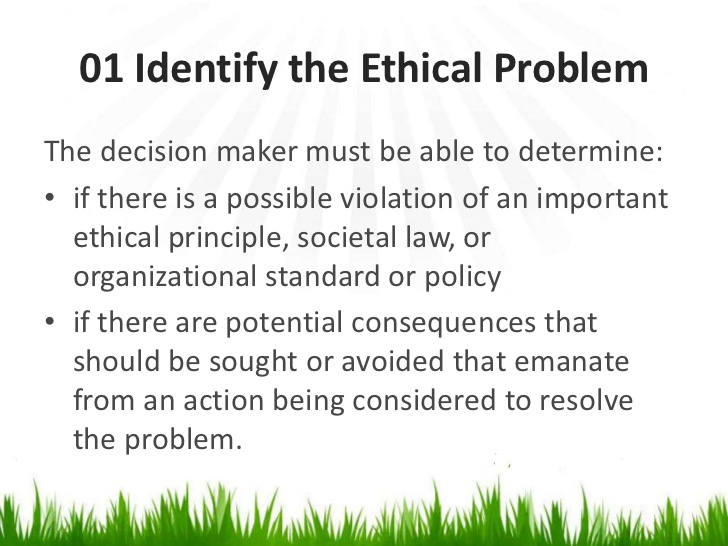 01 Identify the Ethical Problem
The decision maker must be able to determine:
• if there is a possible violation of an important
ethical principle, societal law, or
organizational standard or policy
• if there are potential consequences that
should be sought or avoided that emanate
from an action being considered to resolve
the problem.